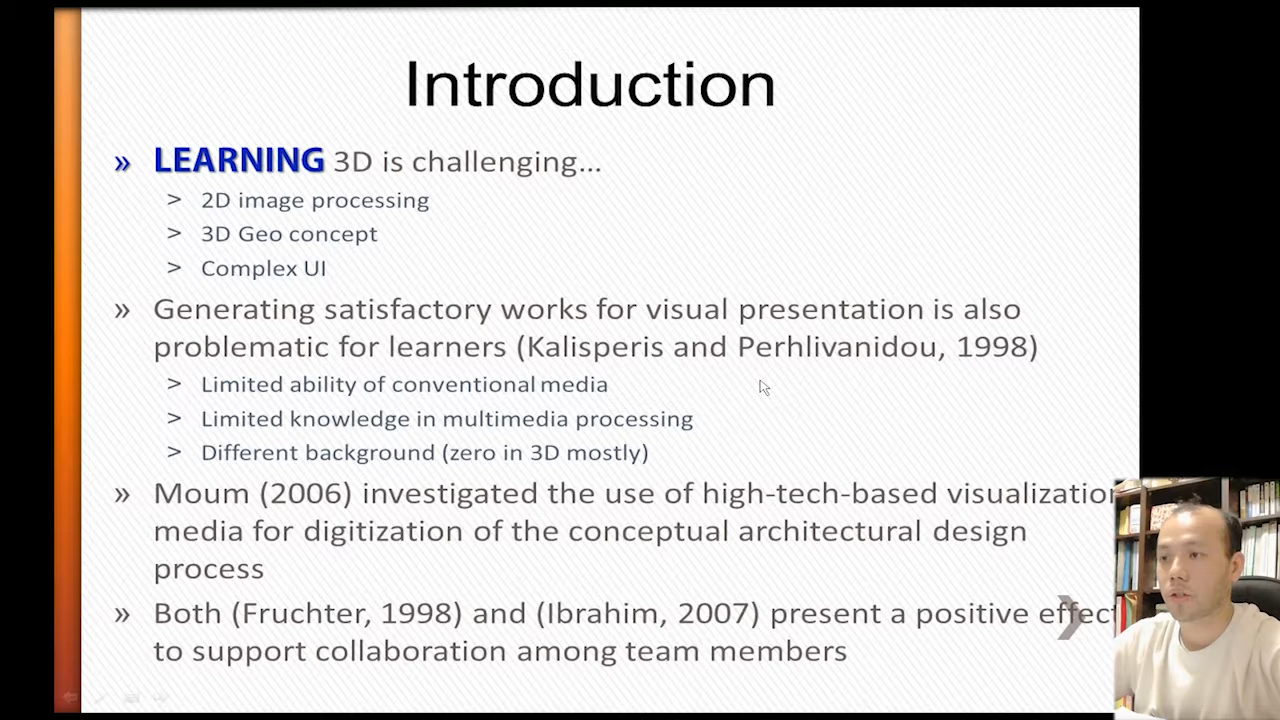 Introduction
» LEARNING 3D is challenging...
> 2D image processing
> 3D Geo concept
> Complex UI
» Generating satisfactory works for visual presentation is also
problematic for learners (Kalisperis and Perhlivanidou, 1998)
> Limited ability of conventional media
> Limited knowledge in multimedia processing
> Different background (zero in 3D mostly)
» Moum (2006) investigated the use of high-tech-based visualization
media for digitization of the conceptual architectural design
process
» Both (Fruchter, 1998) and (Ibrahim, 2007) present a positive effect
to support collaboration among team members